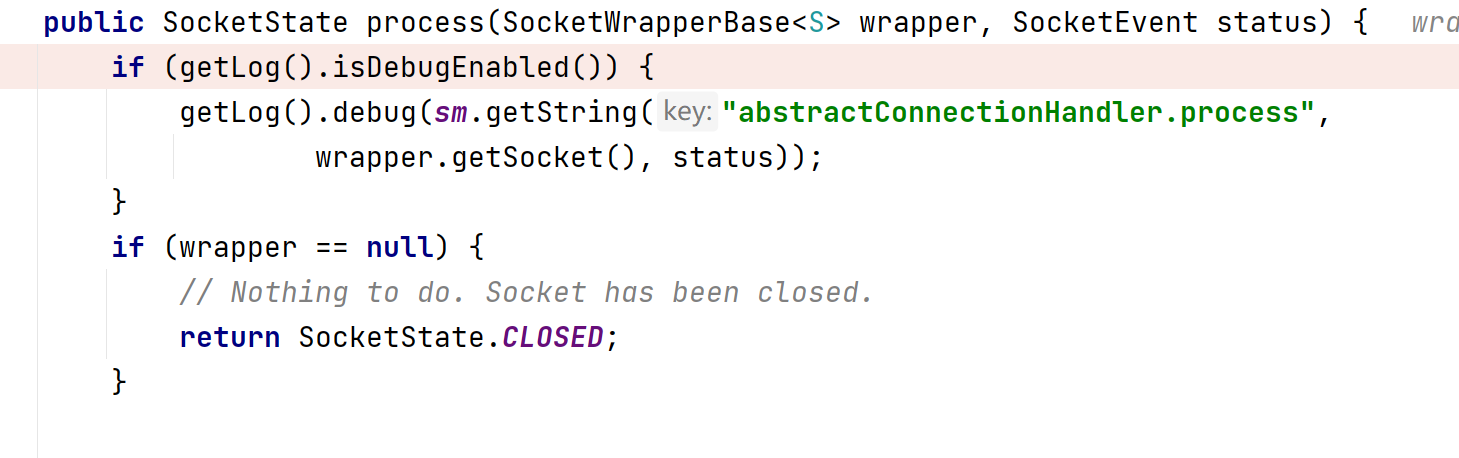 public SocketState process(SocketWrapperBase<S> wrapper, SocketEvent status) { wra
if (getLog().isDebugEnabled()) {
getLog().debug(sm.getString( key: "abstractConnectionHandler.process",
wrapper.getSocket(), status));
}
if (wrapper == null) {
// Nothing to do. Socket has been closed.
return SocketState.CLOSED;
}